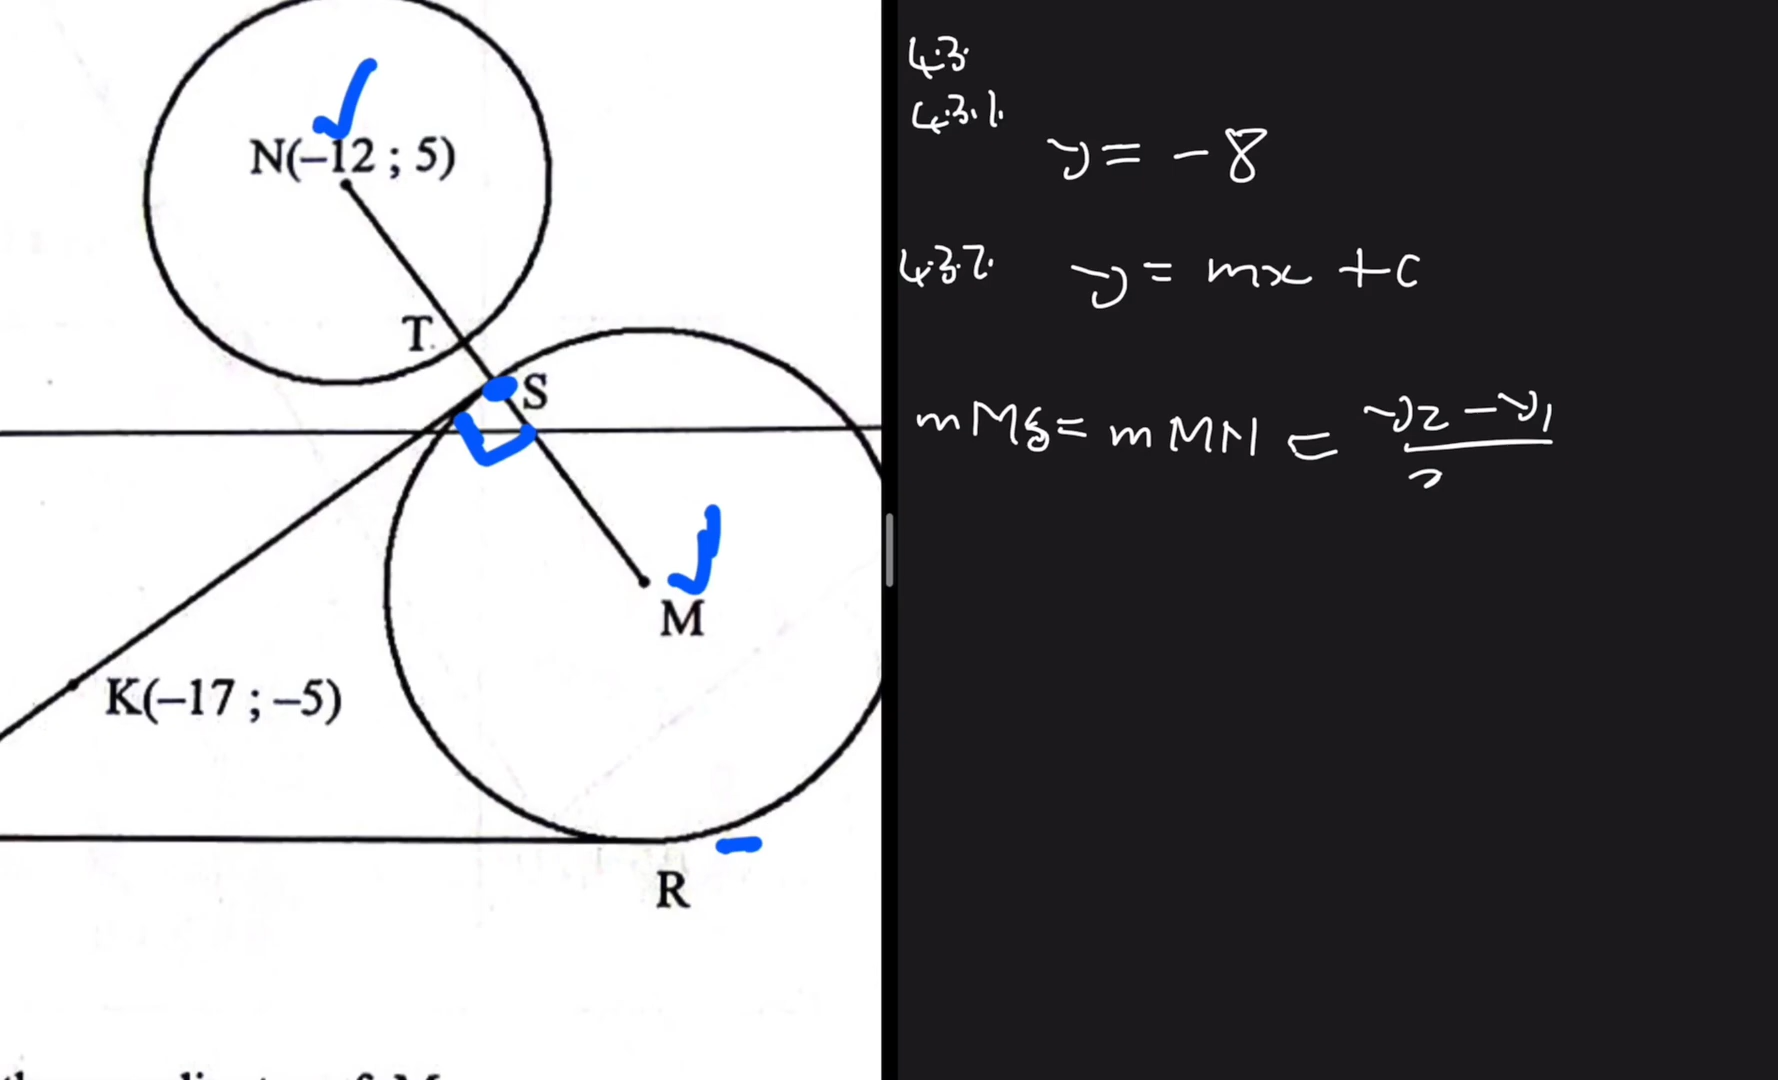 N(–12 ; 5)
T
S
M
K(–17 ; –5)
R
4.3.
4.3.1.
y = -8
4.3.2. y = mx + c
mMS = mMN = y2 - y1